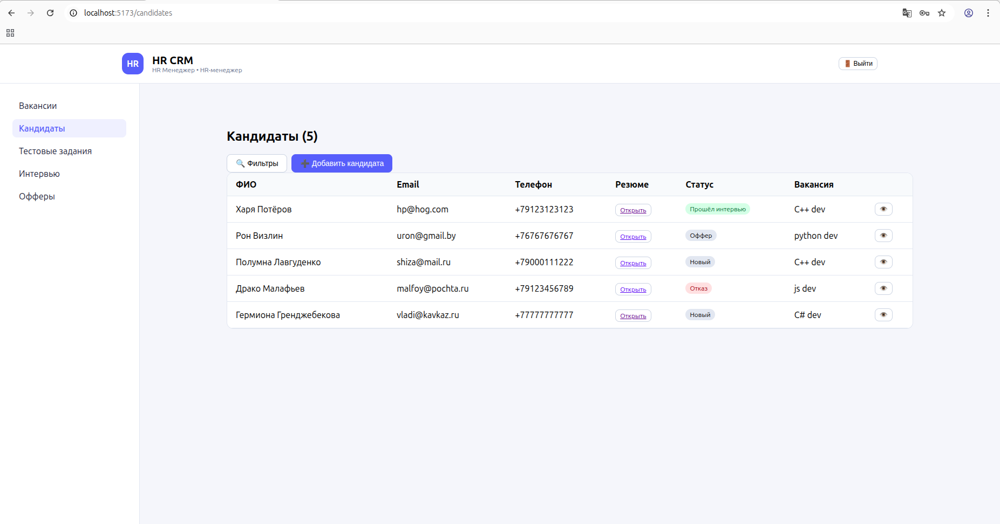 localhost:5173/candidates
HR
HR CRM
HR Менеджер • HR-менеджер
Выйти
Вакансии
Кандидаты
Тестовые задания
Интервью
Офферы
Кандидаты (5)
Фильтры
Добавить кандидата
ФИО Email Телефон Резюме Статус Вакансия
Харя Потёров hp@hog.com +79123123123 Открыть Прошёл интервью C++ dev
Рон Визлин uron@gmail.by +76767676767 Открыть Оффер python dev
Полумна Лавгуденко shiza@mail.ru +79000111222 Открыть Новый C++ dev
Драко Малафьев malfoy@pochta.ru +79123456789 Открыть Отказ js dev
Гермиона Гренджебекова vladi@kavkaz.ru +77777777777 Открыть Новый C# dev